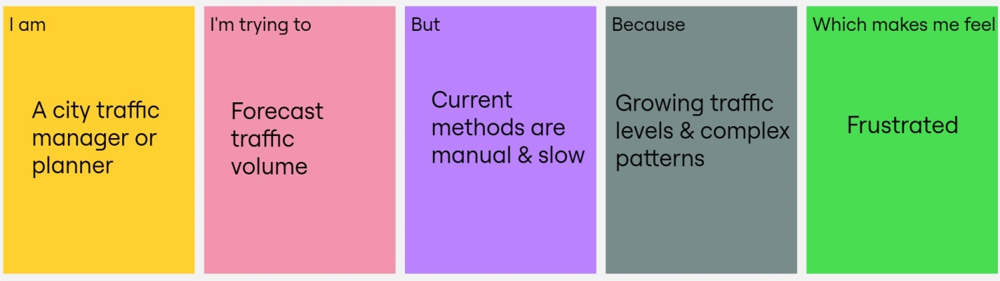 I am
A city traffic
manager or
planner
I'm trying to
Forecast
traffic
volume
But
Current
methods are
manual & slow
Because
Growing traffic
levels & complex
patterns
Which makes me feel
Frustrated